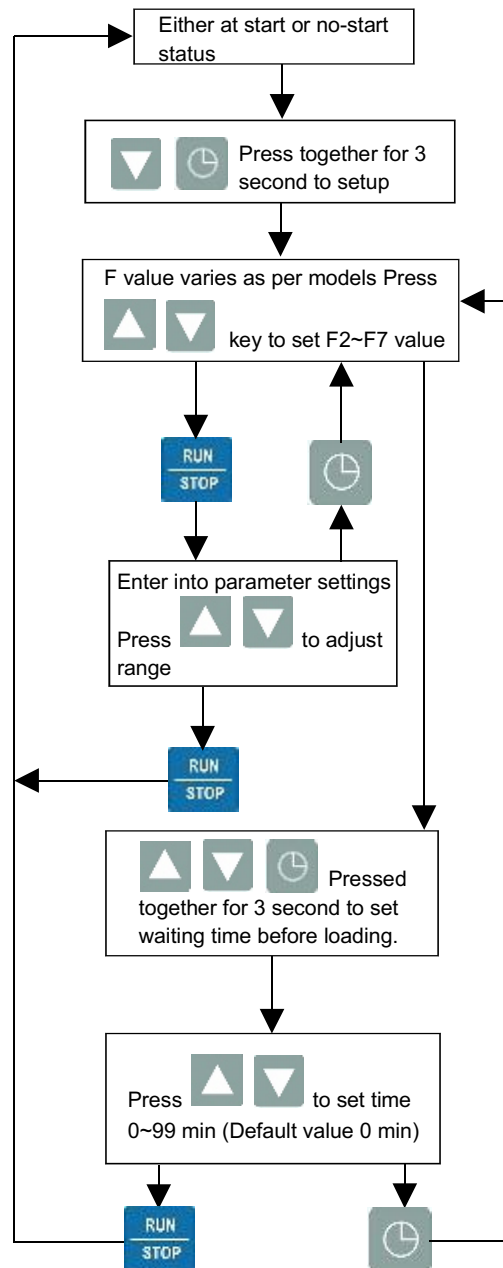 Either at start or no-start
status
Press together for 3
second to setup
F value varies as per models Press
key to set F2~F7 value
RUN
STOP
Enter into parameter settings
Press to adjust
range
RUN
STOP
Pressed
together for 3 second to set
waiting time before loading.
Press to set time
0~99 min (Default value 0 min)
RUN
STOP